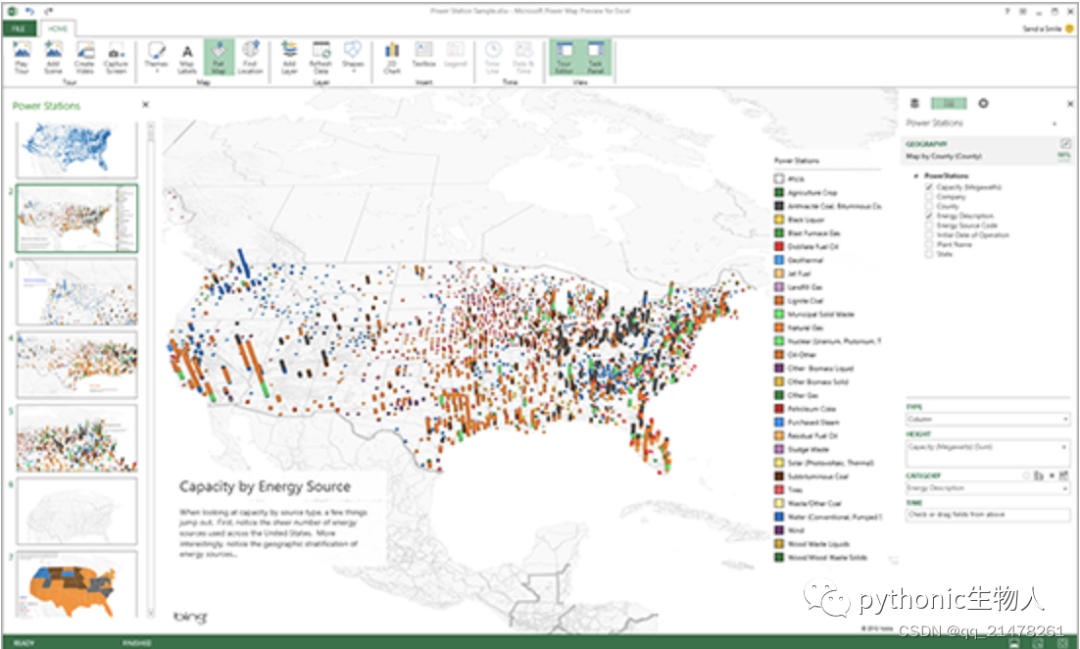 Power Station Sample.xlsx - Microsoft Power Map Preview for Excel
FILE
HOME
Send a Smile
Play Tour
Add Scene
Create Video
Capture Screen
Tour
Themes
Map Labels
Flat Map
Find Location
Map
Add Layer
Refresh Data
Shapes
Layer
2D Chart
Textbox
Legend
Insert
Time Line
Date & Time
Time
Tour Editor
Task Panel
View
Power Stations
2
3
4
5
6
7
Capacity by Energy Source
When looking at capacity by source type, a few things
jump out. First, notice the sheer number of energy
sources used across the United States. More
interestingly, notice the geographic stratification of
energy sources...
bing
Power Stations
#N/A
Agriculture Crop
Anthracite Coal, Bituminous Co
Black Liquor
Blast Furnace Gas
Distillate Fuel Oil
Geothermal
Jet Fuel
Landfill Gas
Lignite Coal
Municipal Solid Waste
Natural Gas
Nuclear (Uranium, Plutonium, T
Oil-Other
Other Biomass Liquid
Other Biomass Solid
Other Gas
Petroleum Coke
Purchased Steam
Residual Fuel Oil
Sludge Waste
Solar (Photovoltaic, Thermal)
Subbituminous Coal
Tires
Waste/Other Coal
Water (Conventional, Pumped S
Wind
Wood Waste Liquids
Wood/Wood Waste Solids
Power Stations
GEOGRAPHY
Map by County (County)
PowerStations
Capacity (Megawatts)
Company
County
Energy Description
Energy Source Code
Initial Date of Operation
Plant Name
State
TYPE
Column
HEIGHT
Capacity (Megawatts) (Sum)
CATEGORY
Energy Description
TIME
Check or drag fields from above
pythonic生物人
CSDN @qq_21478261
READY
FINISHED